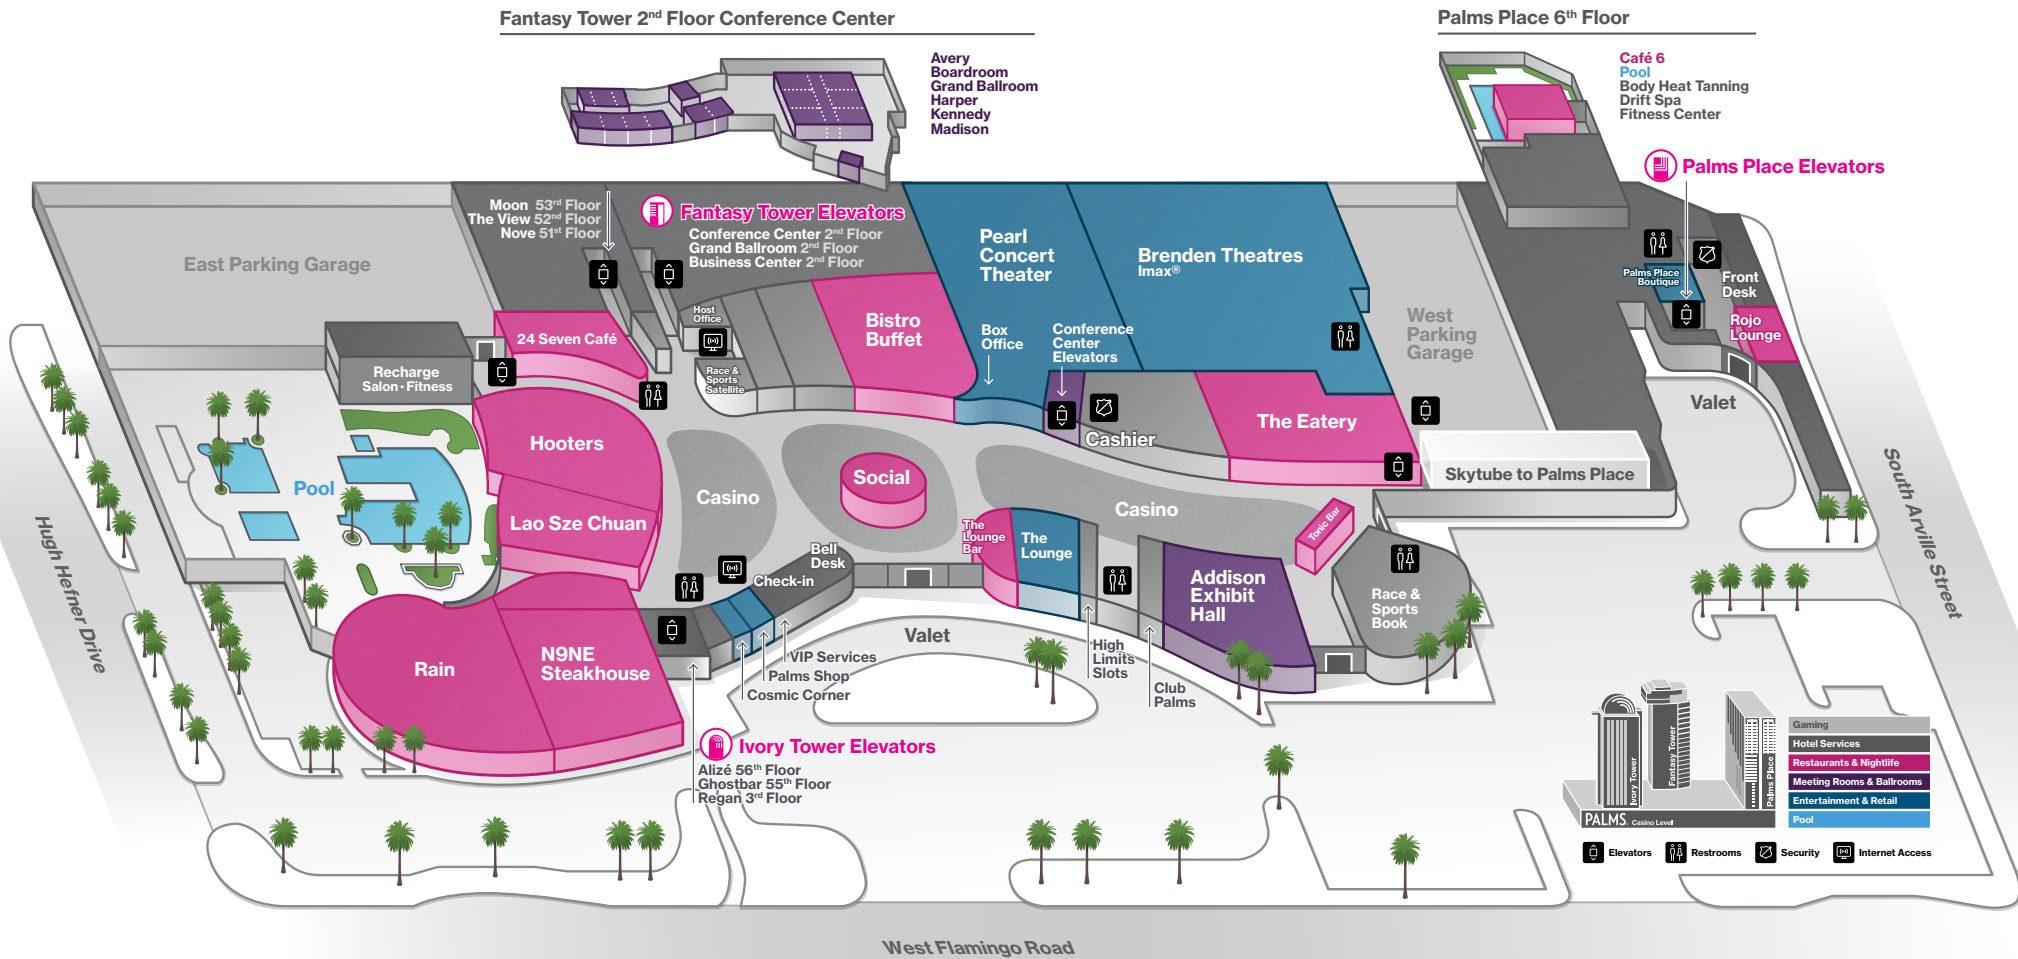 Fantasy Tower 2nd Floor Conference Center
Avery
Boardroom
Grand Ballroom
Harper
Kennedy
Madison
Palms Place 6th Floor
Café 6
Pool
Body Heat Tanning
Drift Spa
Fitness Center
Palms Place Elevators
Moon 53rd Floor
The View 52nd Floor
Nove 51st Floor
Fantasy Tower Elevators
Conference Center 2nd Floor
Grand Ballroom 2nd Floor
Business Center 2nd Floor
East Parking Garage
Pearl
Concert
Theater
Brenden Theatres
Imax®
West
Parking
Garage
Palms Place
Boutique
Front
Desk
Rojo
Lounge
Valet
Host
Office
Race &
Sports
Satellite
Bistro
Buffet
Box
Office
Conference
Center
Elevators
24 Seven Café
Recharge
Salon · Fitness
Cashier
The Eatery
Skytube to Palms Place
Hooters
Casino
Social
Casino
Pool
Lao Sze Chuan
The
Lounge
Bar
The
Lounge
Tonic Bar
Bell
Desk
Check-in
Addison
Exhibit
Hall
Race &
Sports
Book
Rain
N9NE
Steakhouse
VIP Services
Palms Shop
Cosmic Corner
Valet
High
Limits
Slots
Club
Palms
Ivory Tower Elevators
Alizé 56th Floor
Ghostbar 55th Floor
Regan 3rd Floor
Hugh Hefner Drive
South Arville Street
West Flamingo Road
Ivory Tower
Fantasy Tower
Palms Place
PALMS. Casino Level
Gaming
Hotel Services
Restaurants & Nightlife
Meeting Rooms & Ballrooms
Entertainment & Retail
Pool
Elevators
Restrooms
Security
Internet Access